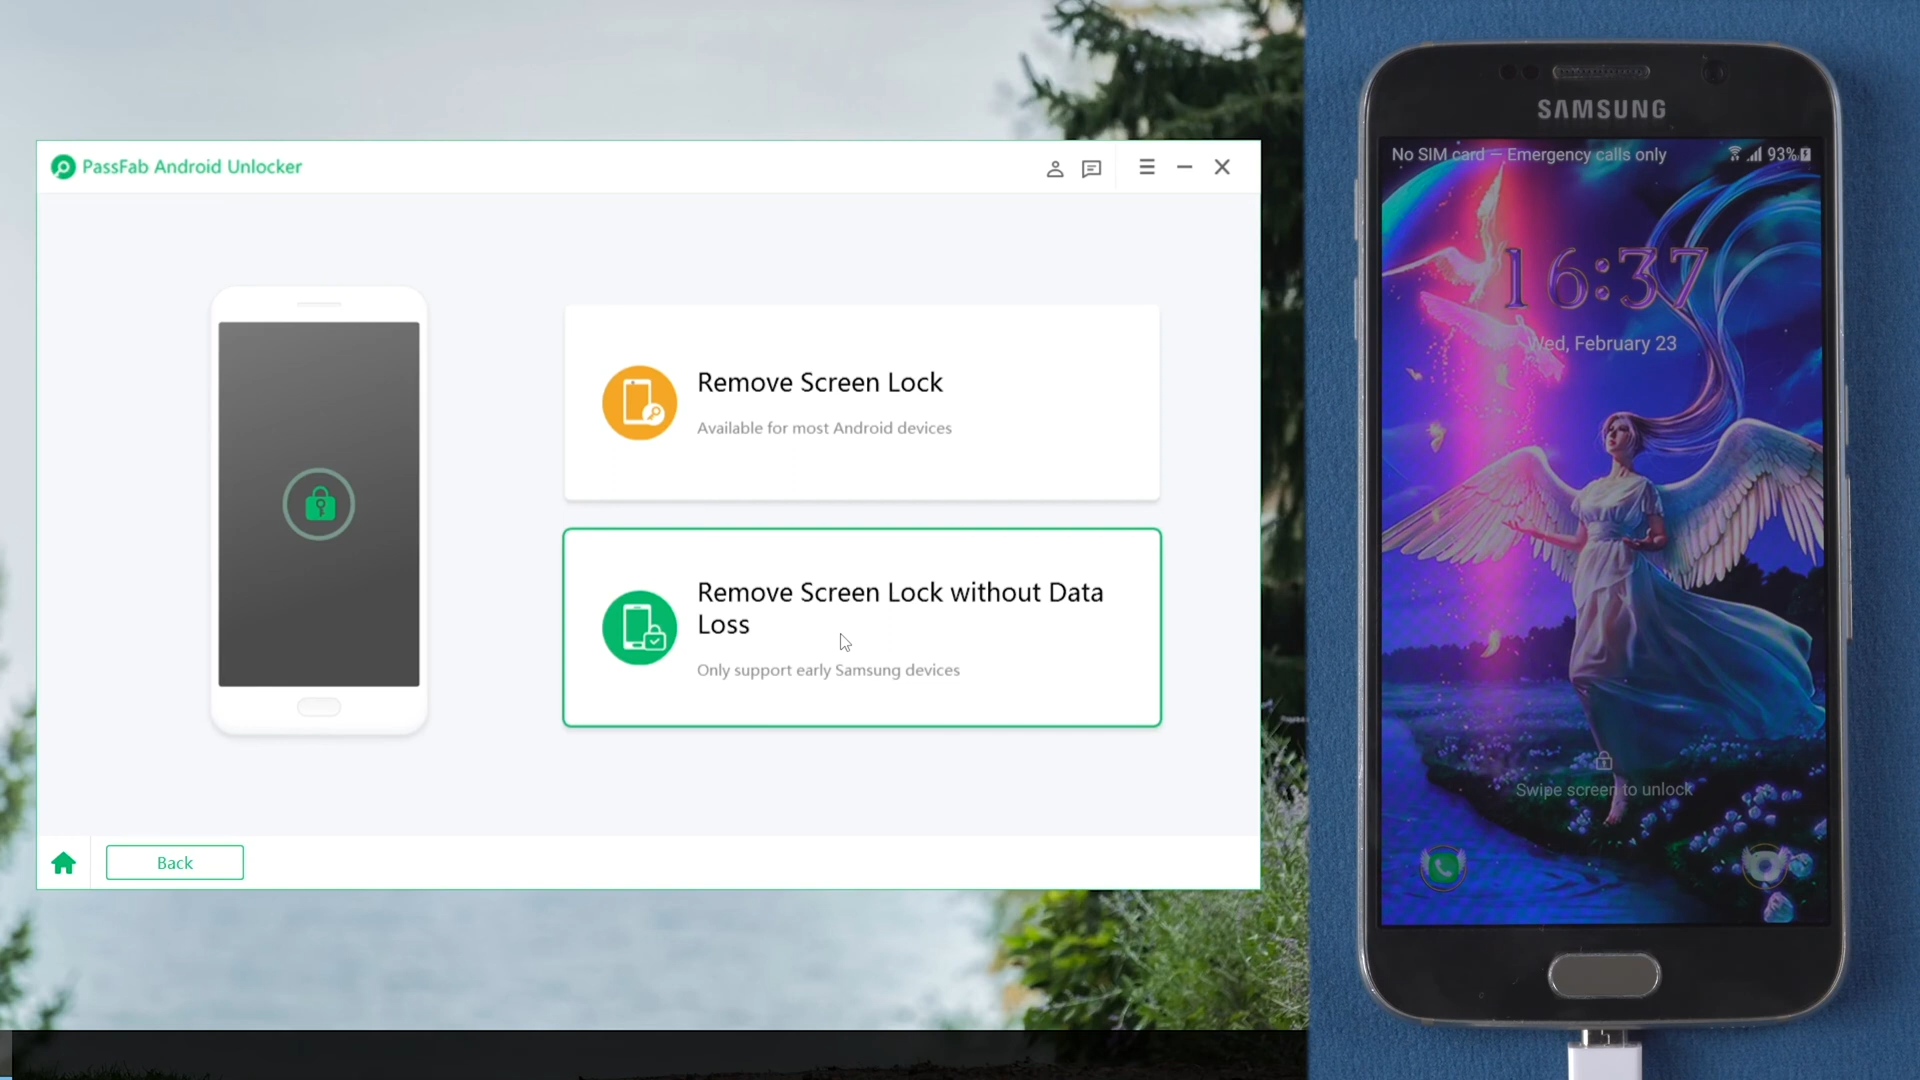 PassFab Android Unlocker
Remove Screen Lock
Available for most Android devices
Remove Screen Lock without Data
Loss
Only support early Samsung devices
Back
SAMSUNG
No SIM card – Emergency calls only
93%
16:37
Wed, February 23
Swipe screen to unlock